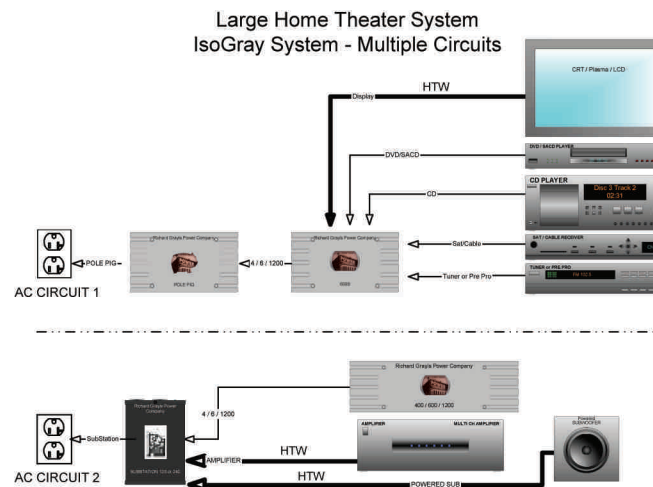 Large Home Theater System
IsoGray System - Multiple Circuits
HTW
Display
CRT / Plasma / LCD
DVD / SACD PLAYER
DVD/SACD
CD PLAYER
Disc 3 Track 2
02:31
CD
SAT / CABLE RECEIVER
Sat/Cable
TUNER or PRE PRO
Tuner or Pre Pro
Richard Gray's Power Company
POLE PIG
4 / 6 / 1200
Richard Gray's Power Company
POLE PIG
AC CIRCUIT 1
Richard Gray's Power Company
400 / 600 / 1200
4 / 6 / 1200
Richard Gray's Power
Company
SubStation
AMPLIFIER
MULTI-CH AMPLIFIER
Powered
SUBWOOFER
HTW
AMPLIFIER
HTW
POWERED SUB
AC CIRCUIT 2